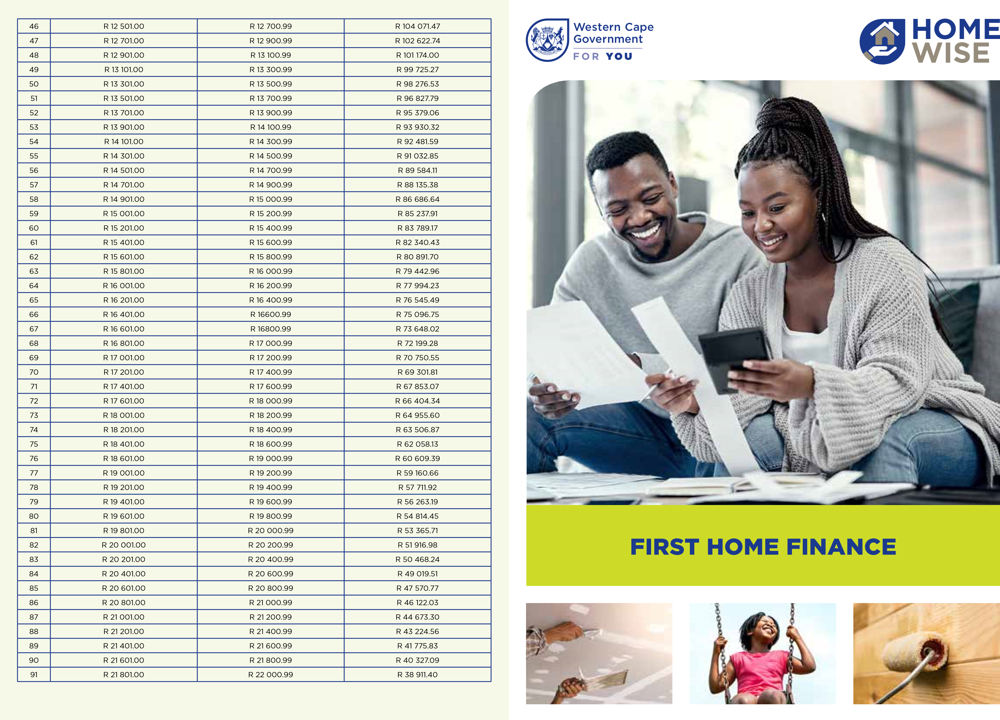 46 R 12 501.00 R 12 700.99 R 104 071.47
47 R 12 701.00 R 12 900.99 R 102 622.74
48 R 12 901.00 R 13 100.99 R 101 174.00
49 R 13 101.00 R 13 300.99 R 99 725.27
50 R 13 301.00 R 13 500.99 R 98 276.53
51 R 13 501.00 R 13 700.99 R 96 827.79
52 R 13 701.00 R 13 900.99 R 95 379.06
53 R 13 901.00 R 14 100.99 R 93 930.32
54 R 14 101.00 R 14 300.99 R 92 481.59
55 R 14 301.00 R 14 500.99 R 91 032.85
56 R 14 501.00 R 14 700.99 R 89 584.11
57 R 14 701.00 R 14 900.99 R 88 135.38
58 R 14 901.00 R 15 000.99 R 86 686.64
59 R 15 001.00 R 15 200.99 R 85 237.91
60 R 15 201.00 R 15 400.99 R 83 789.17
61 R 15 401.00 R 15 600.99 R 82 340.43
62 R 15 601.00 R 15 800.99 R 80 891.70
63 R 15 801.00 R 16 000.99 R 79 442.96
64 R 16 001.00 R 16 200.99 R 77 994.23
65 R 16 201.00 R 16 400.99 R 76 545.49
66 R 16 401.00 R 16600.99 R 75 096.75
67 R 16 601.00 R 16800.99 R 73 648.02
68 R 16 801.00 R 17 000.99 R 72 199.28
69 R 17 001.00 R 17 200.99 R 70 750.55
70 R 17 201.00 R 17 400.99 R 69 301.81
71 R 17 401.00 R 17 600.99 R 67 853.07
72 R 17 601.00 R 18 000.99 R 66 404.34
73 R 18 001.00 R 18 200.99 R 64 955.60
74 R 18 201.00 R 18 400.99 R 63 506.87
75 R 18 401.00 R 18 600.99 R 62 058.13
76 R 18 601.00 R 19 000.99 R 60 609.39
77 R 19 001.00 R 19 200.99 R 59 160.66
78 R 19 201.00 R 19 400.99 R 57 711.92
79 R 19 401.00 R 19 600.99 R 56 263.19
80 R 19 601.00 R 19 800.99 R 54 814.45
81 R 19 801.00 R 20 000.99 R 53 365.71
82 R 20 001.00 R 20 200.99 R 51 916.98
83 R 20 201.00 R 20 400.99 R 50 468.24
84 R 20 401.00 R 20 600.99 R 49 019.51
85 R 20 601.00 R 20 800.99 R 47 570.77
86 R 20 801.00 R 21 000.99 R 46 122.03
87 R 21 001.00 R 21 200.99 R 44 673.30
88 R 21 201.00 R 21 400.99 R 43 224.56
89 R 21 401.00 R 21 600.99 R 41 775.83
90 R 21 601.00 R 21 800.99 R 40 327.09
91 R 21 801.00 R 22 000.99 R 38 911.40
Western Cape
Government
FOR YOU
HOME
WISE
FIRST HOME FINANCE